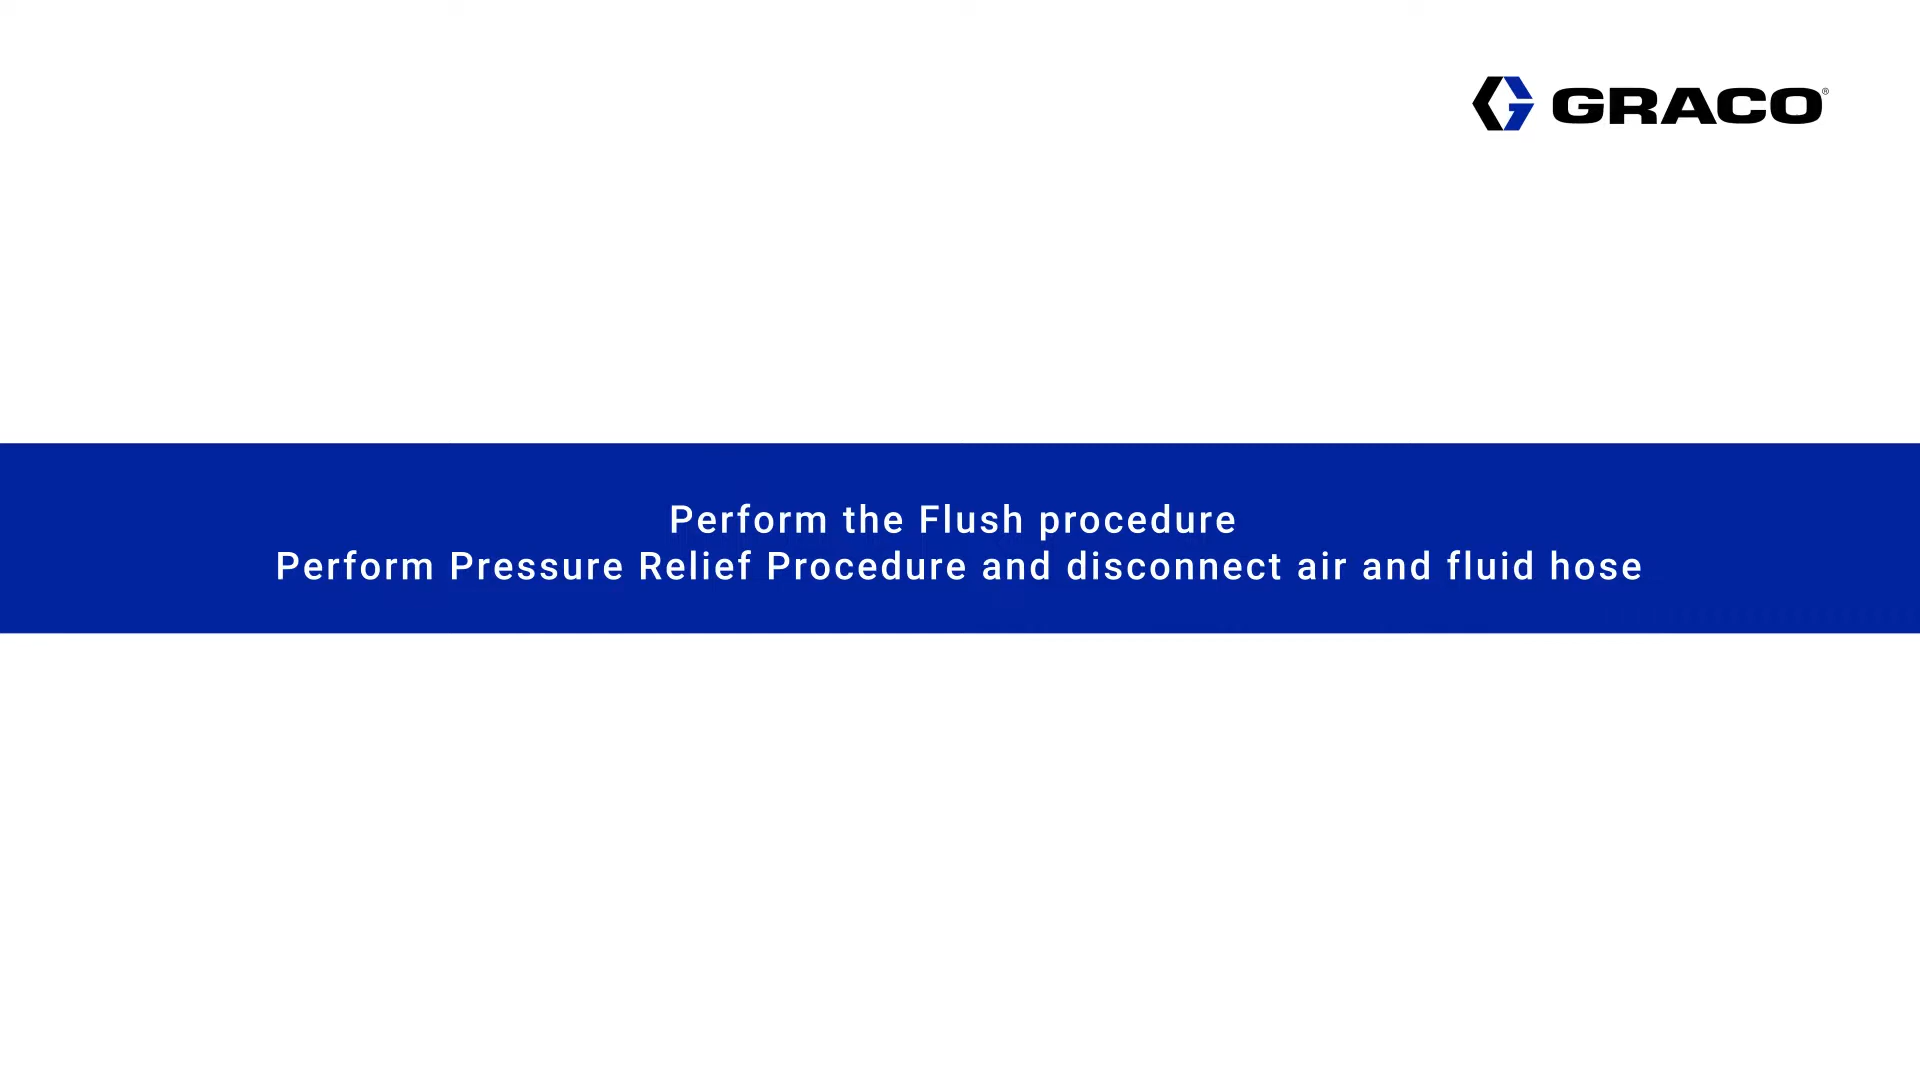 GRACO®
Perform the Flush procedure
Perform Pressure Relief Procedure and disconnect air and fluid hose